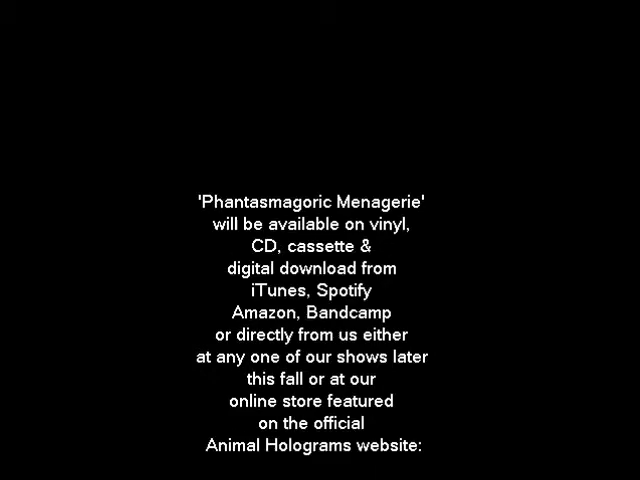 'Phantasmagoric Menagerie'
will be available on vinyl,
CD, cassette &
digital download from
iTunes, Spotify
Amazon, Bandcamp
or directly from us either
at any one of our shows later
this fall or at our
online store featured
on the official
Animal Holograms website: